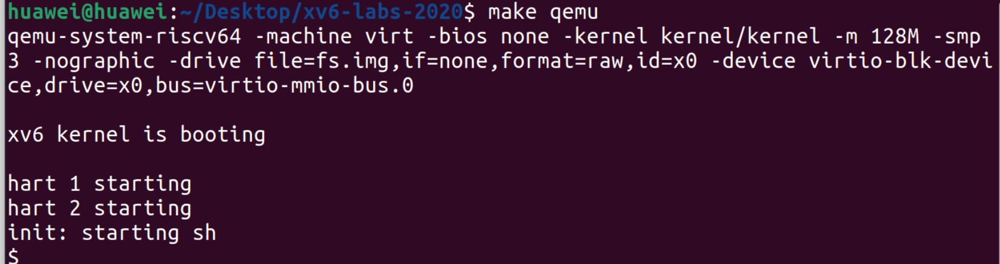 huawei@huawei:~/Desktop/xv6-labs-2020$ make qemu
qemu-system-riscv64 -machine virt -bios none -kernel kernel/kernel -m 128M -smp
3 -nographic -drive file=fs.img,if=none,format=raw,id=x0 -device virtio-blk-devi
ce,drive=x0,bus=virtio-mmio-bus.0
xv6 kernel is booting
hart 1 starting
hart 2 starting
init: starting sh
$